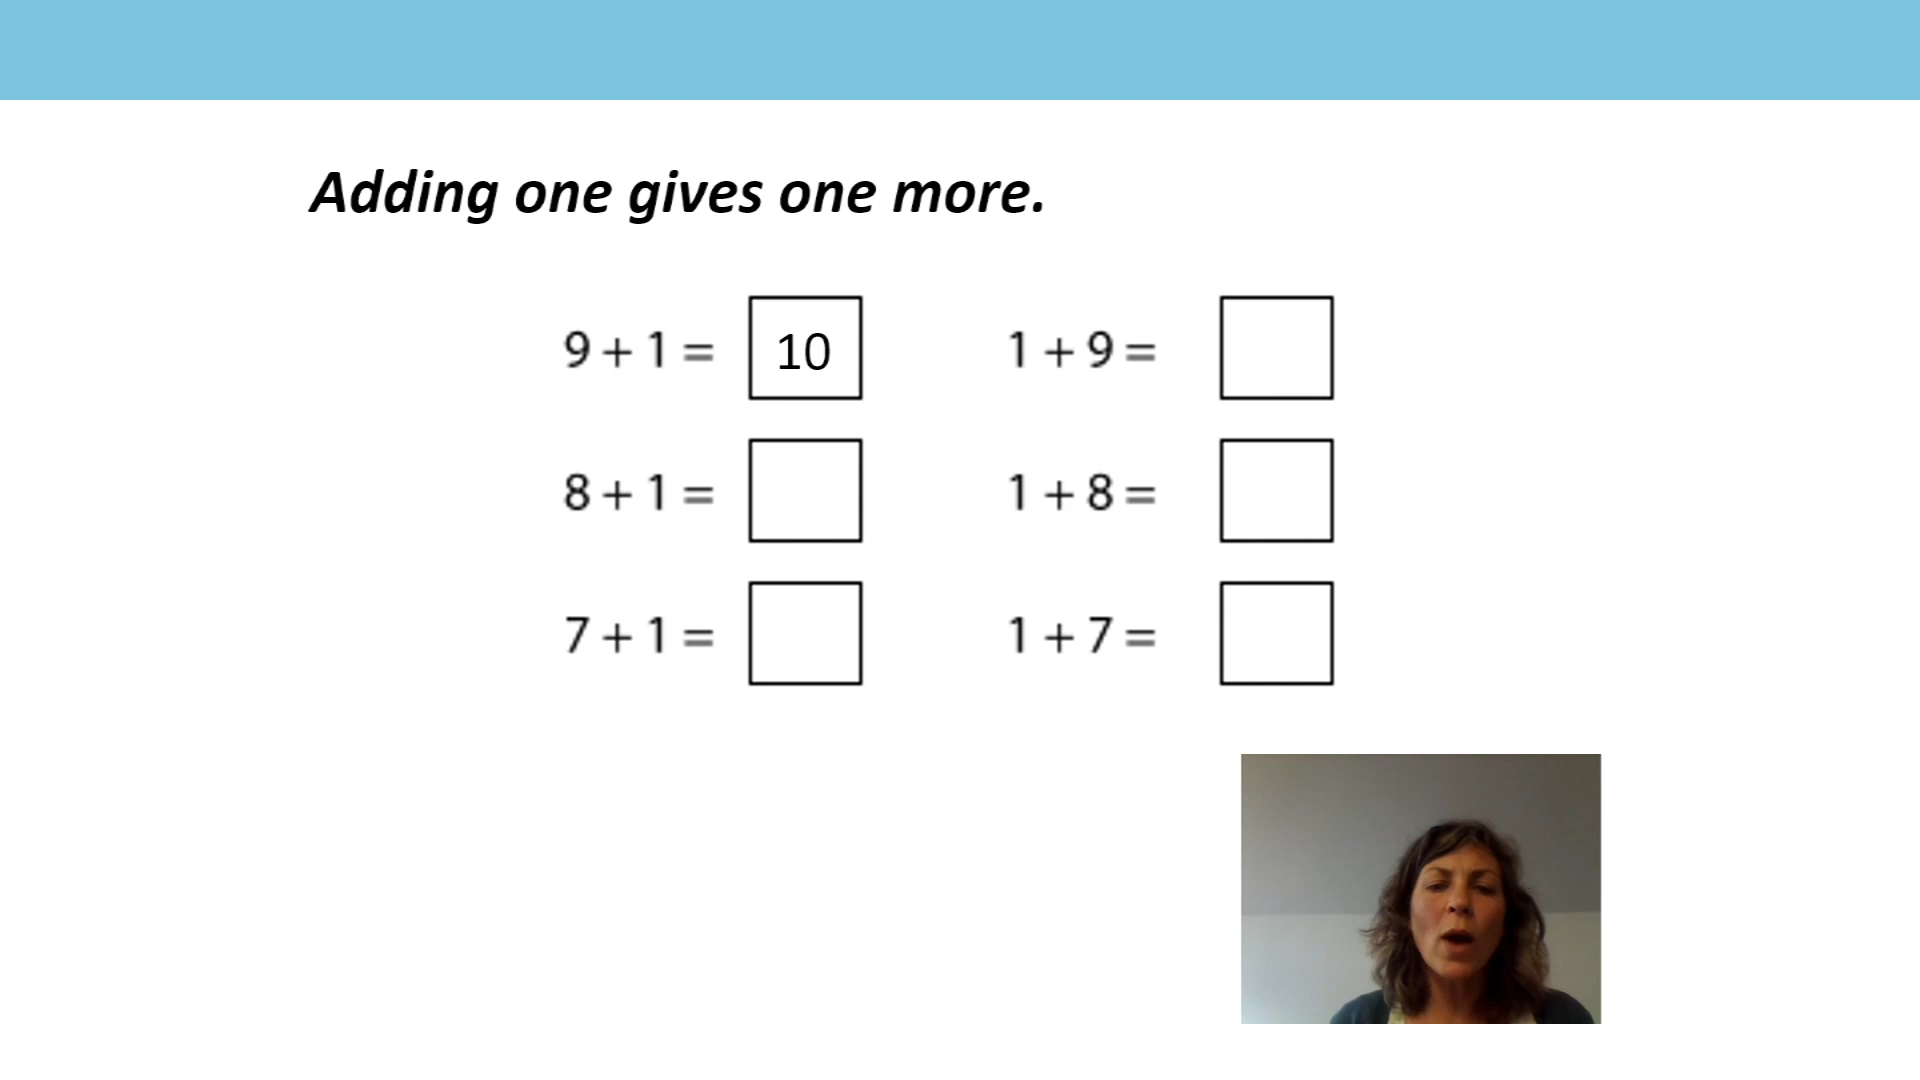 Adding one gives one more.
9 + 1 = 10 1 + 9 =
8 + 1 = 1 + 8 =
7 + 1 = 1 + 7 =